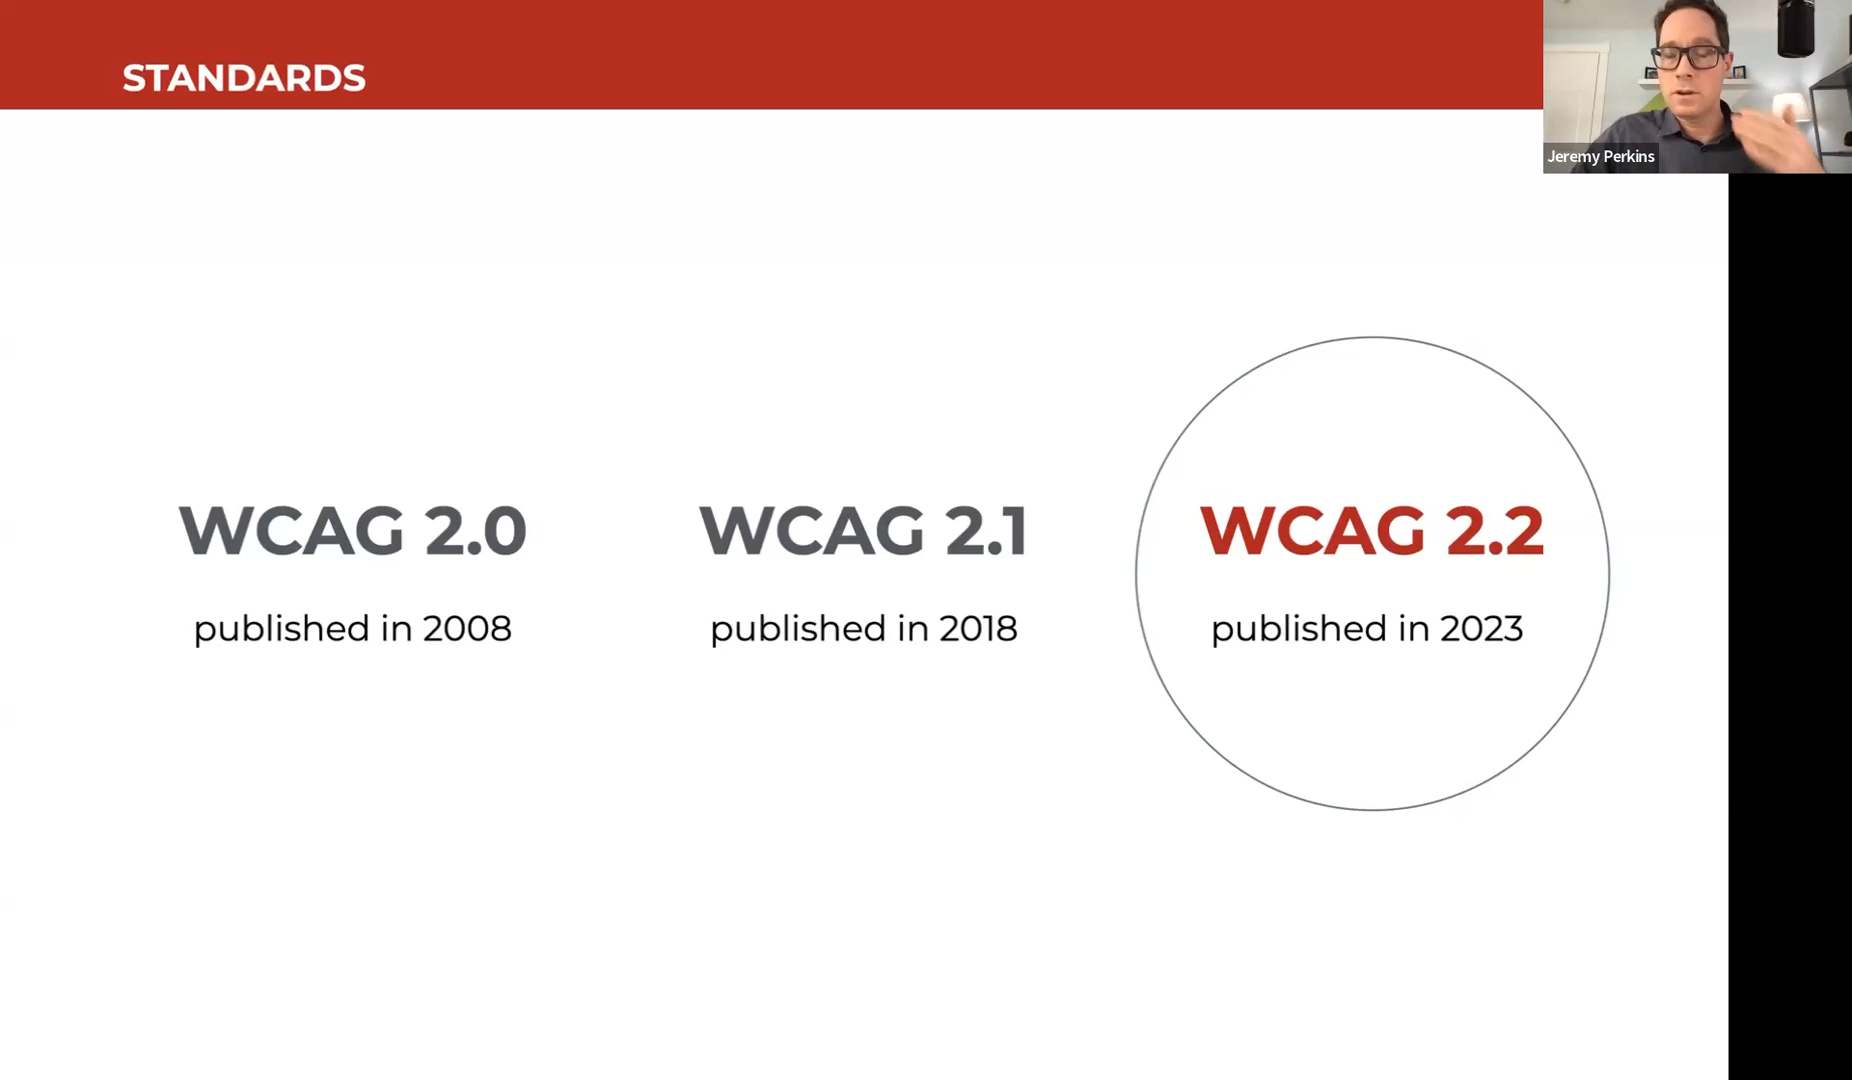 STANDARDS
Jeremy Perkins
WCAG 2.0
published in 2008
WCAG 2.1
published in 2018
WCAG 2.2
published in 2023